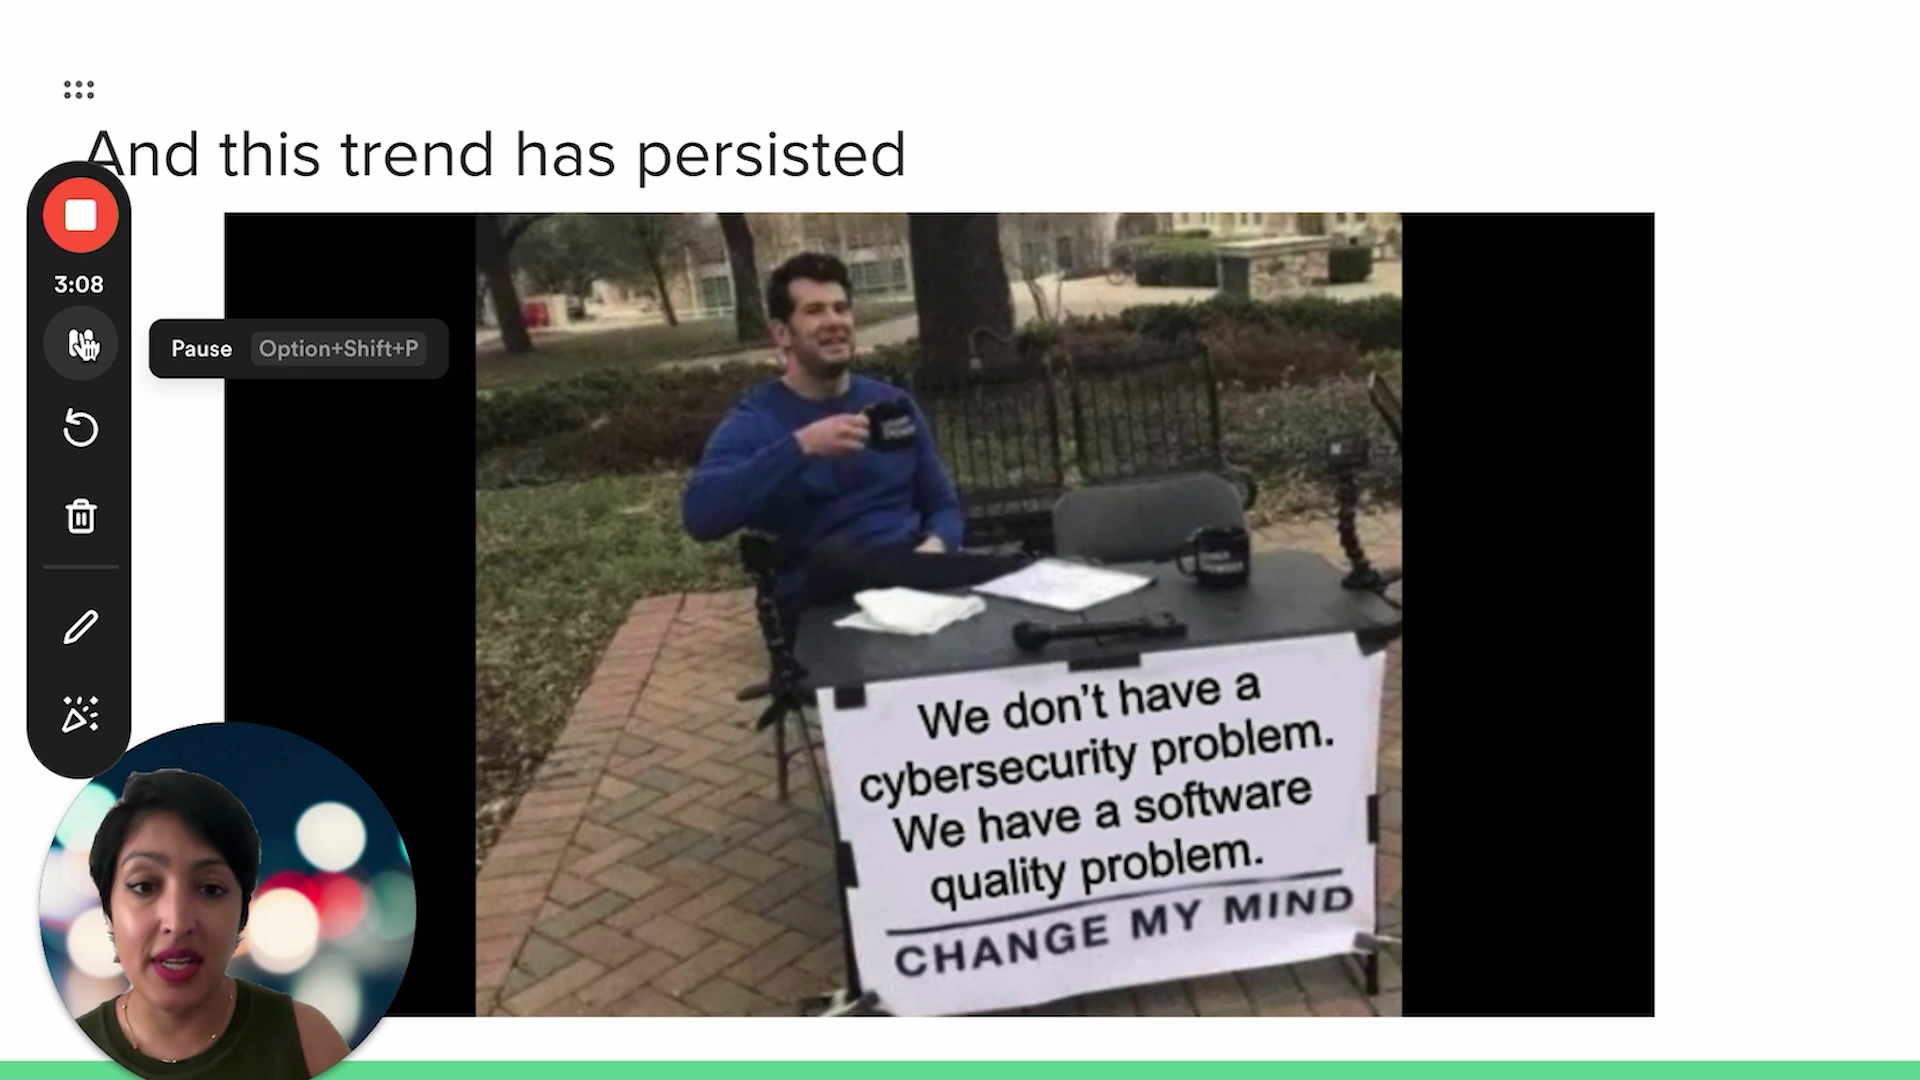 And this trend has persisted
3:08
Pause Option+Shift+P
We don't have a
cybersecurity problem.
We have a software
quality problem.
CHANGE MY MIND